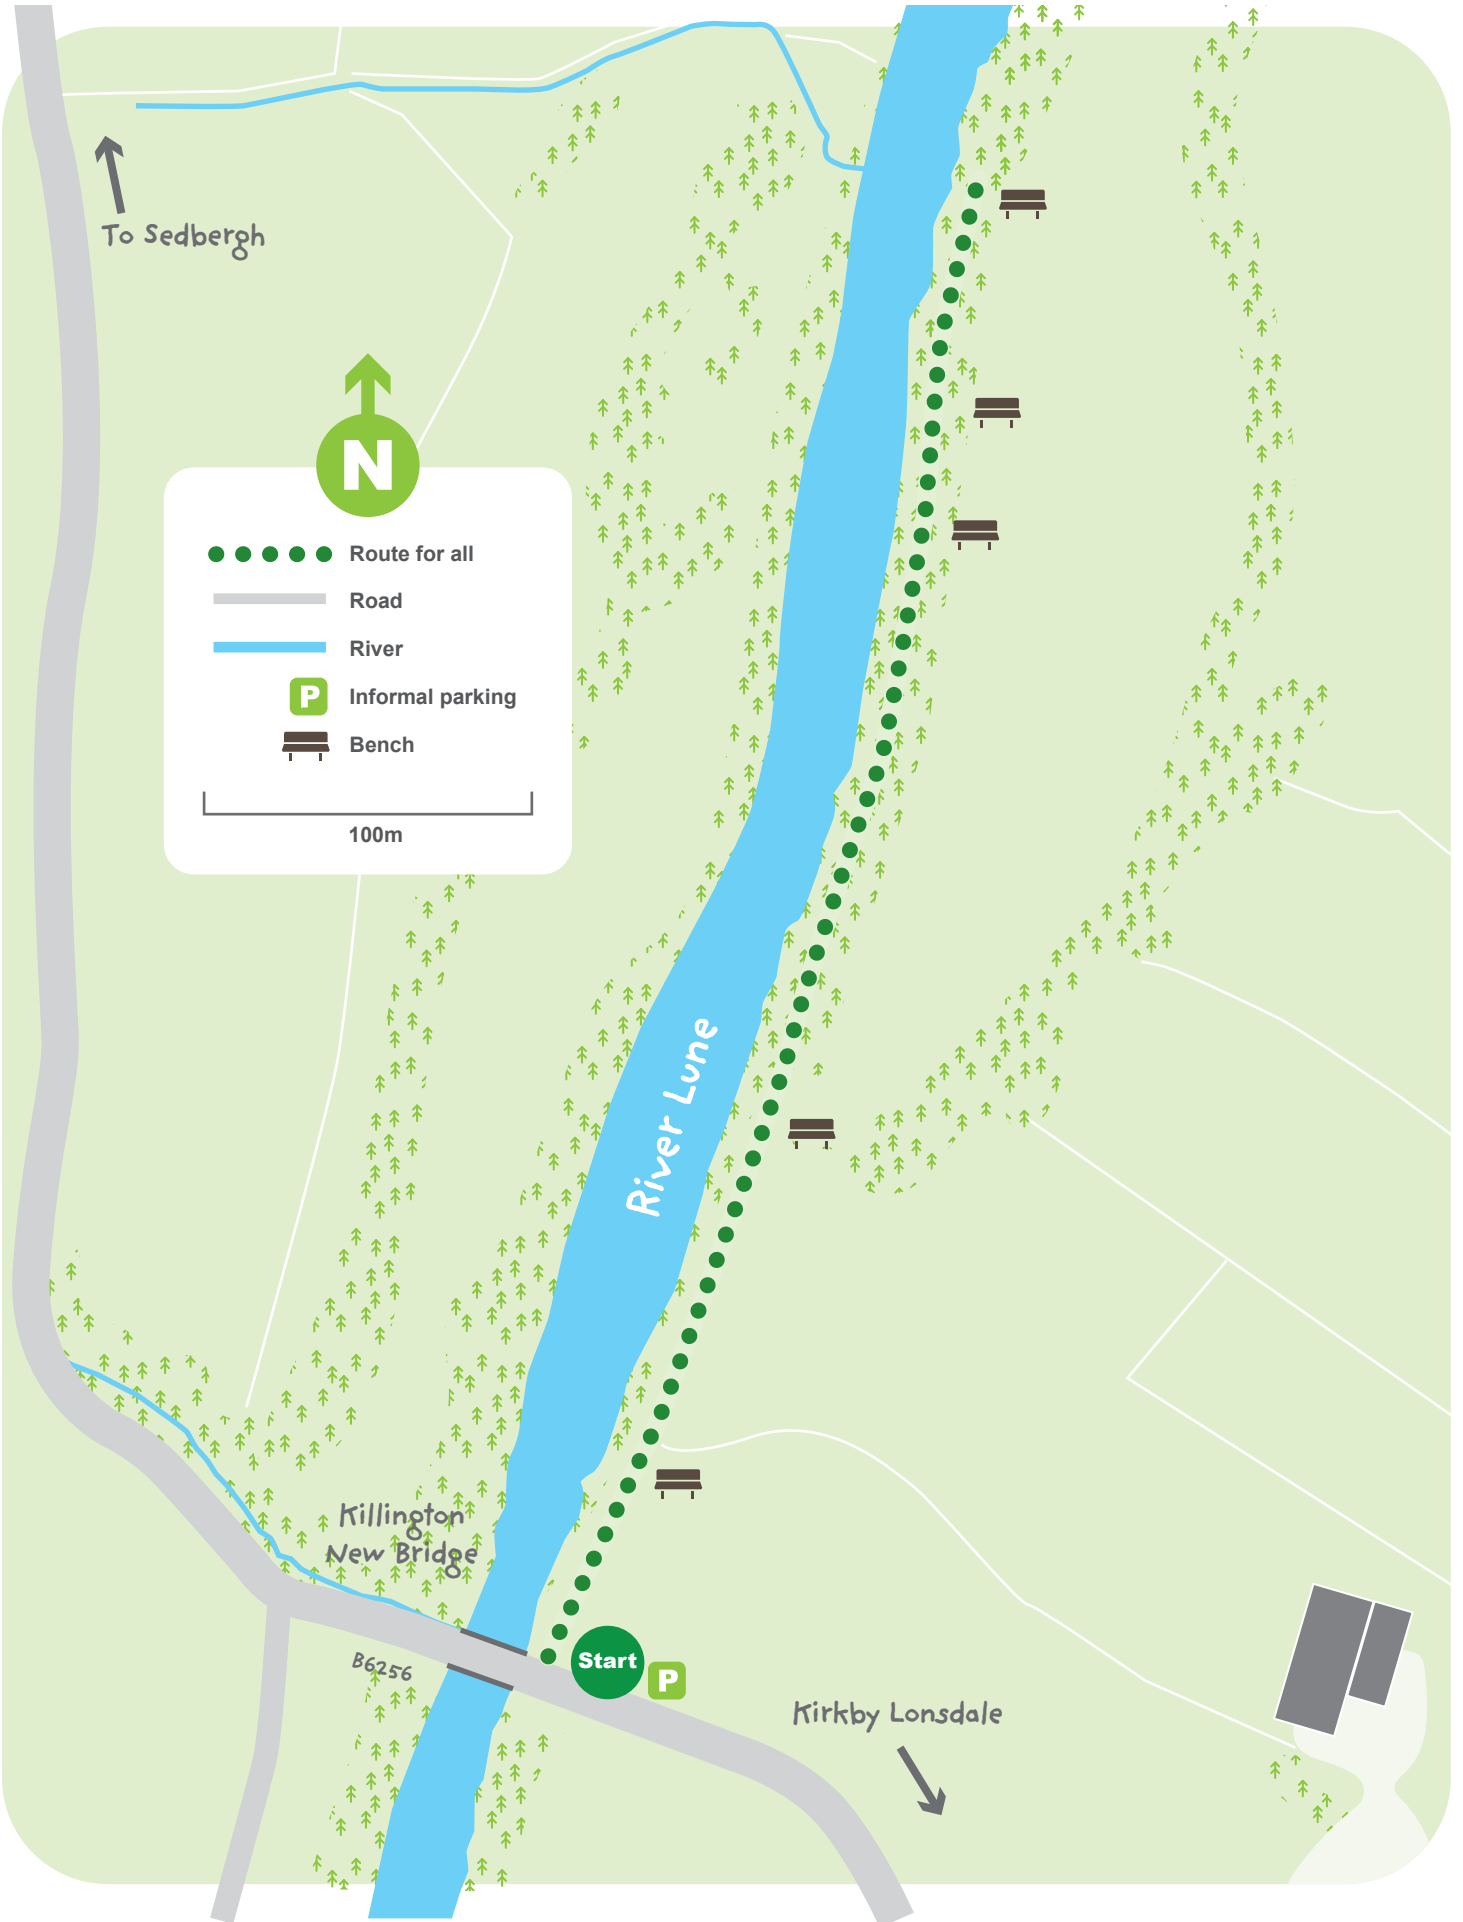 To Sedbergh
N
Route for all
Road
River
P Informal parking
Bench
100m
River Lune
Killington
New Bridge
B6256
Start
P
Kirkby Lonsdale